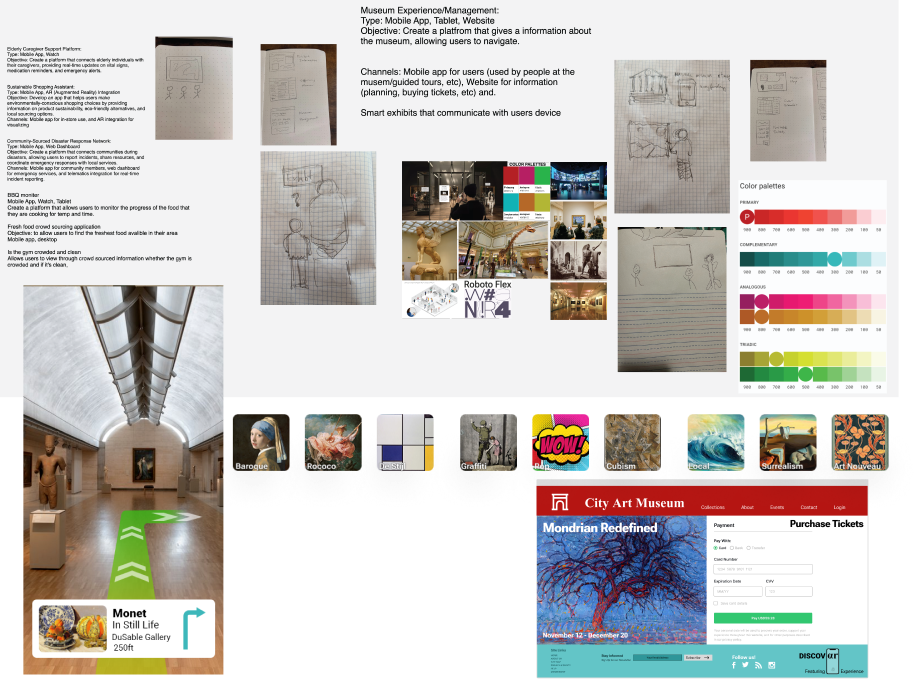 Museum Experience/Management:
Type: Mobile App, Tablet, Website
Objective: Create a platfrom that gives a information about
the museum, allowing users to navigate.
Channels: Mobile app for users (used by people at the
musem/guided tours, etc), Website for information
(planning, buying tickets, etc) and.
Smart exhibits that communicate with users device
Elderly Caregiver Support Platform:
Type: Mobile App, Watch
Objective: Create a platform that connects elderly individuals with
their caregivers, providing real-time updates on vital signs,
medication reminders, and emergency alerts.
Sustainable Shopping Assistant:
Type: Mobile App, AR (Augmented Reality) Integration
Objective: Develop an app that helps users make
environmentally-conscious shopping choices by providing
information on product sustainability, eco-friendly alternatives, and
local sourcing options.
Channels: Mobile app for in-store use, and AR integration for
visualizing
Community-Sourced Disaster Response Network:
Type: Mobile App, Web Dashboard
Objective: Create a platform that connects communities during
disasters, allowing users to report incidents, share resources, and
coordinate emergency responses with local services.
Channels: Mobile app for community members, web dashboard
for emergency services, and telematics integration for real-time
incident reporting.
BBQ moniter
Mobile App, Watch, Tablet
Create a platform that allows users to monitor the progress of the food that
they are cooking for temp and time.
Fresh food crowd sourcing application
Objective: to allow users to find the freshest food availble in their area
Mobile app, desktop
Is the gym crowded and clean
Allows users to view through crowd sourced information whether the gym is
crowded and if it's clean,
COLOR PALETTES
Roboto Flex
Color palettes
PRIMARY
P
900 800 700 600 500 400 300 200 100 50
COMPLEMENTARY
900 800 700 600 500 400 300 200 100 50
ANALOGOUS
900 800 700 600 500 400 300 200 100 50
TRIADIC
900 800 700 600 500 400 300 200 100 50
Baroque
Rococo
De Stijl
Graffiti
WOW!
Pop
Cubism
Local
Surrealism
Art Nouveau
Monet
In Still Life
DuSable Gallery
250ft
City Art Museum
Collections
About
Events
Contact
Login
Mondrian Redefined
November 12 - December 20
Payment
Purchase Tickets
Pay With:
Card
Card Number
Expiration Date
CVV
Follow us!
Subscribe
DISCOV ar
Featuring
Experience